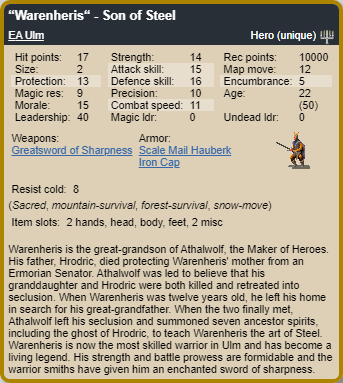 “Warenheris“ - Son of Steel
EA Ulm Hero (unique)
Hit points: 17 Strength: 14 Rec points: 10000
Size: 2 Attack skill: 15 Map move: 12
Protection: 13 Defence skill: 16 Encumbrance: 5
Magic res: 9 Precision: 10 Age: 22
Morale: 15 Combat speed: 11 (50)
Leadership: 40 Magic ldr: 0 Undead ldr: 0
Weapons: Armor:
Greatsword of Sharpness Scale Mail Hauberk
Iron Cap
Resist cold: 8
(Sacred, mountain-survival, forest-survival, snow-move)
Item slots: 2 hands, head, body, feet, 2 misc
Warenheris is the great-grandson of Athalwolf, the Maker of Heroes.
His father, Hrodric, died protecting Warenheris' mother from an
Ermorian Senator. Athalwolf was led to believe that his
granddaughter and Hrodric were both killed and retreated into
seclusion. When Warenheris was twelve years old, he left his home
in search for his great-grandfather. When the two finally met,
Athalwolf left his seclusion and summoned seven ancestor spirits,
including the ghost of Hrodric, to teach Warenheris the art of Steel.
Warenheris is now the most skilled warrior in Ulm and has become a
living legend. His strength and battle prowess are formidable and the
warrior smiths have given him an enchanted sword of sharpness.